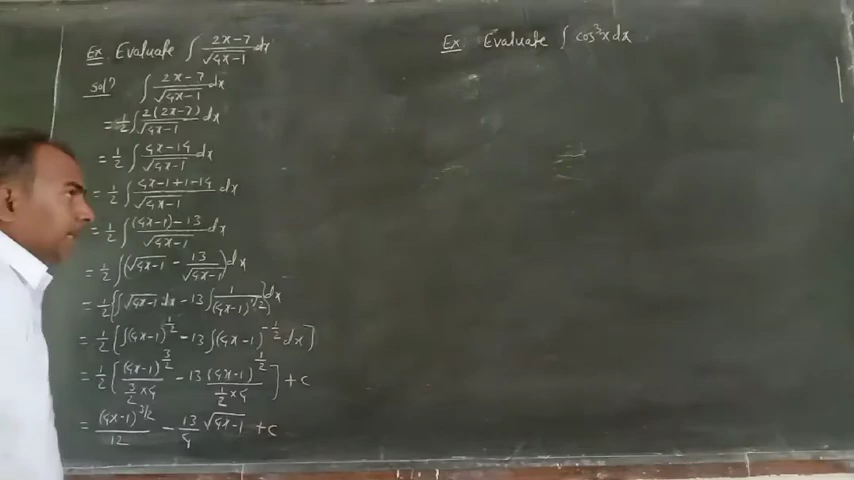 Ex Evaluate ∫ (2x-7)/√(4x-1) dx
Solⁿ ∫ (2x-7)/√(4x-1) dx
= 1/2 ∫ 2(2x-7)/√(4x-1) dx
= 1/2 ∫ (4x-14)/√(4x-1) dx
= 1/2 ∫ (4x-1+1-14)/√(4x-1) dx
= 1/2 ∫ ((4x-1)-13)/√(4x-1) dx
= 1/2 ∫ (√(4x-1) - 13/√(4x-1)) dx
= 1/2 [∫ √(4x-1) dx - 13 ∫ 1/(4x-1)^(1/2) dx
= 1/2 [∫ (4x-1)^(1/2) - 13 ∫ (4x-1)^(-1/2) dx]
= 1/2 [(4x-1)^(3/2)/(3/2 × 4) - 13 (4x-1)^(1/2)/(1/2 × 4)] + c
= (4x-1)^(3/2)/12 - 13/4 √(4x-1) + c
Ex Evaluate ∫ cos³x dx